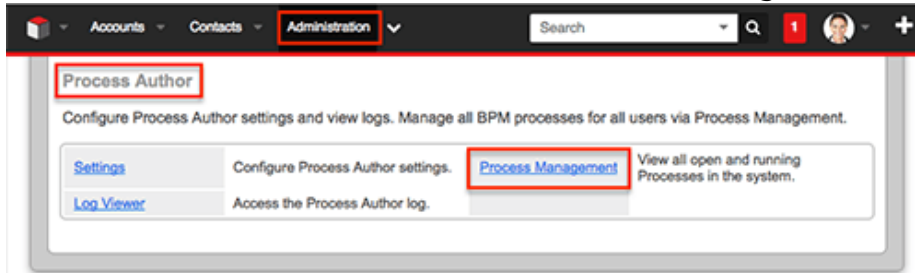 Accounts Contacts Administration Search 1
Process Author
Configure Process Author settings and view logs. Manage all BPM processes for all users via Process Management.
Settings Configure Process Author settings. Process Management View all open and running
Processes in the system.
Log Viewer Access the Process Author log.